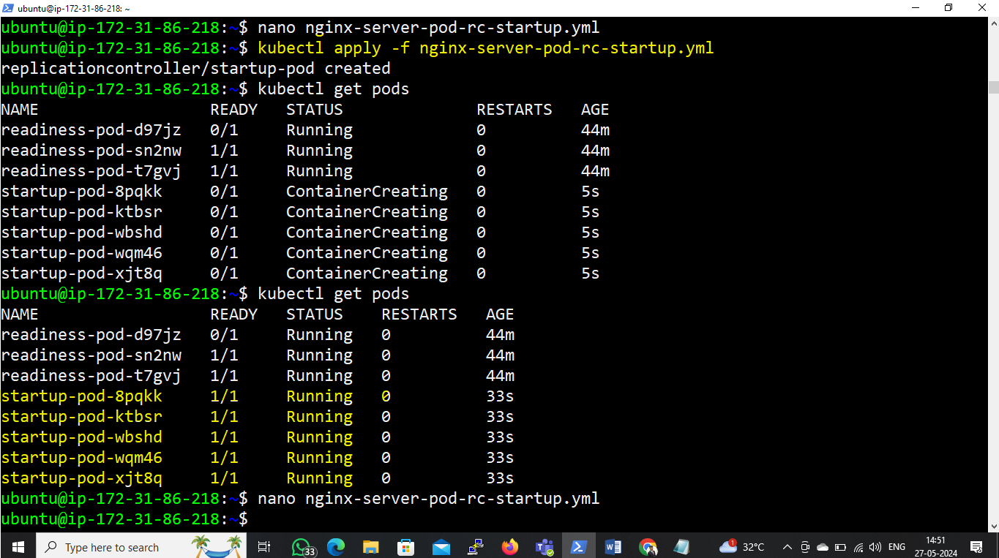 ubuntu@ip-172-31-86-218: ~
ubuntu@ip-172-31-86-218:~$ nano nginx-server-pod-rc-startup.yml
ubuntu@ip-172-31-86-218:~$ kubectl apply -f nginx-server-pod-rc-startup.yml
replicationcontroller/startup-pod created
ubuntu@ip-172-31-86-218:~$ kubectl get pods
NAME READY STATUS RESTARTS AGE
readiness-pod-d97jz 0/1 Running 0 44m
readiness-pod-sn2nw 1/1 Running 0 44m
readiness-pod-t7gvj 1/1 Running 0 44m
startup-pod-8pqkk 0/1 ContainerCreating 0 5s
startup-pod-ktbsr 0/1 ContainerCreating 0 5s
startup-pod-wbshd 0/1 ContainerCreating 0 5s
startup-pod-wqm46 0/1 ContainerCreating 0 5s
startup-pod-xjt8q 0/1 ContainerCreating 0 5s
ubuntu@ip-172-31-86-218:~$ kubectl get pods
NAME READY STATUS RESTARTS AGE
readiness-pod-d97jz 0/1 Running 0 44m
readiness-pod-sn2nw 1/1 Running 0 44m
readiness-pod-t7gvj 1/1 Running 0 44m
startup-pod-8pqkk 1/1 Running 0 33s
startup-pod-ktbsr 1/1 Running 0 33s
startup-pod-wbshd 1/1 Running 0 33s
startup-pod-wqm46 1/1 Running 0 33s
startup-pod-xjt8q 1/1 Running 0 33s
ubuntu@ip-172-31-86-218:~$ nano nginx-server-pod-rc-startup.yml
ubuntu@ip-172-31-86-218:~$
Type here to search 33 1 32°C ENG 14:51
27-05-2024